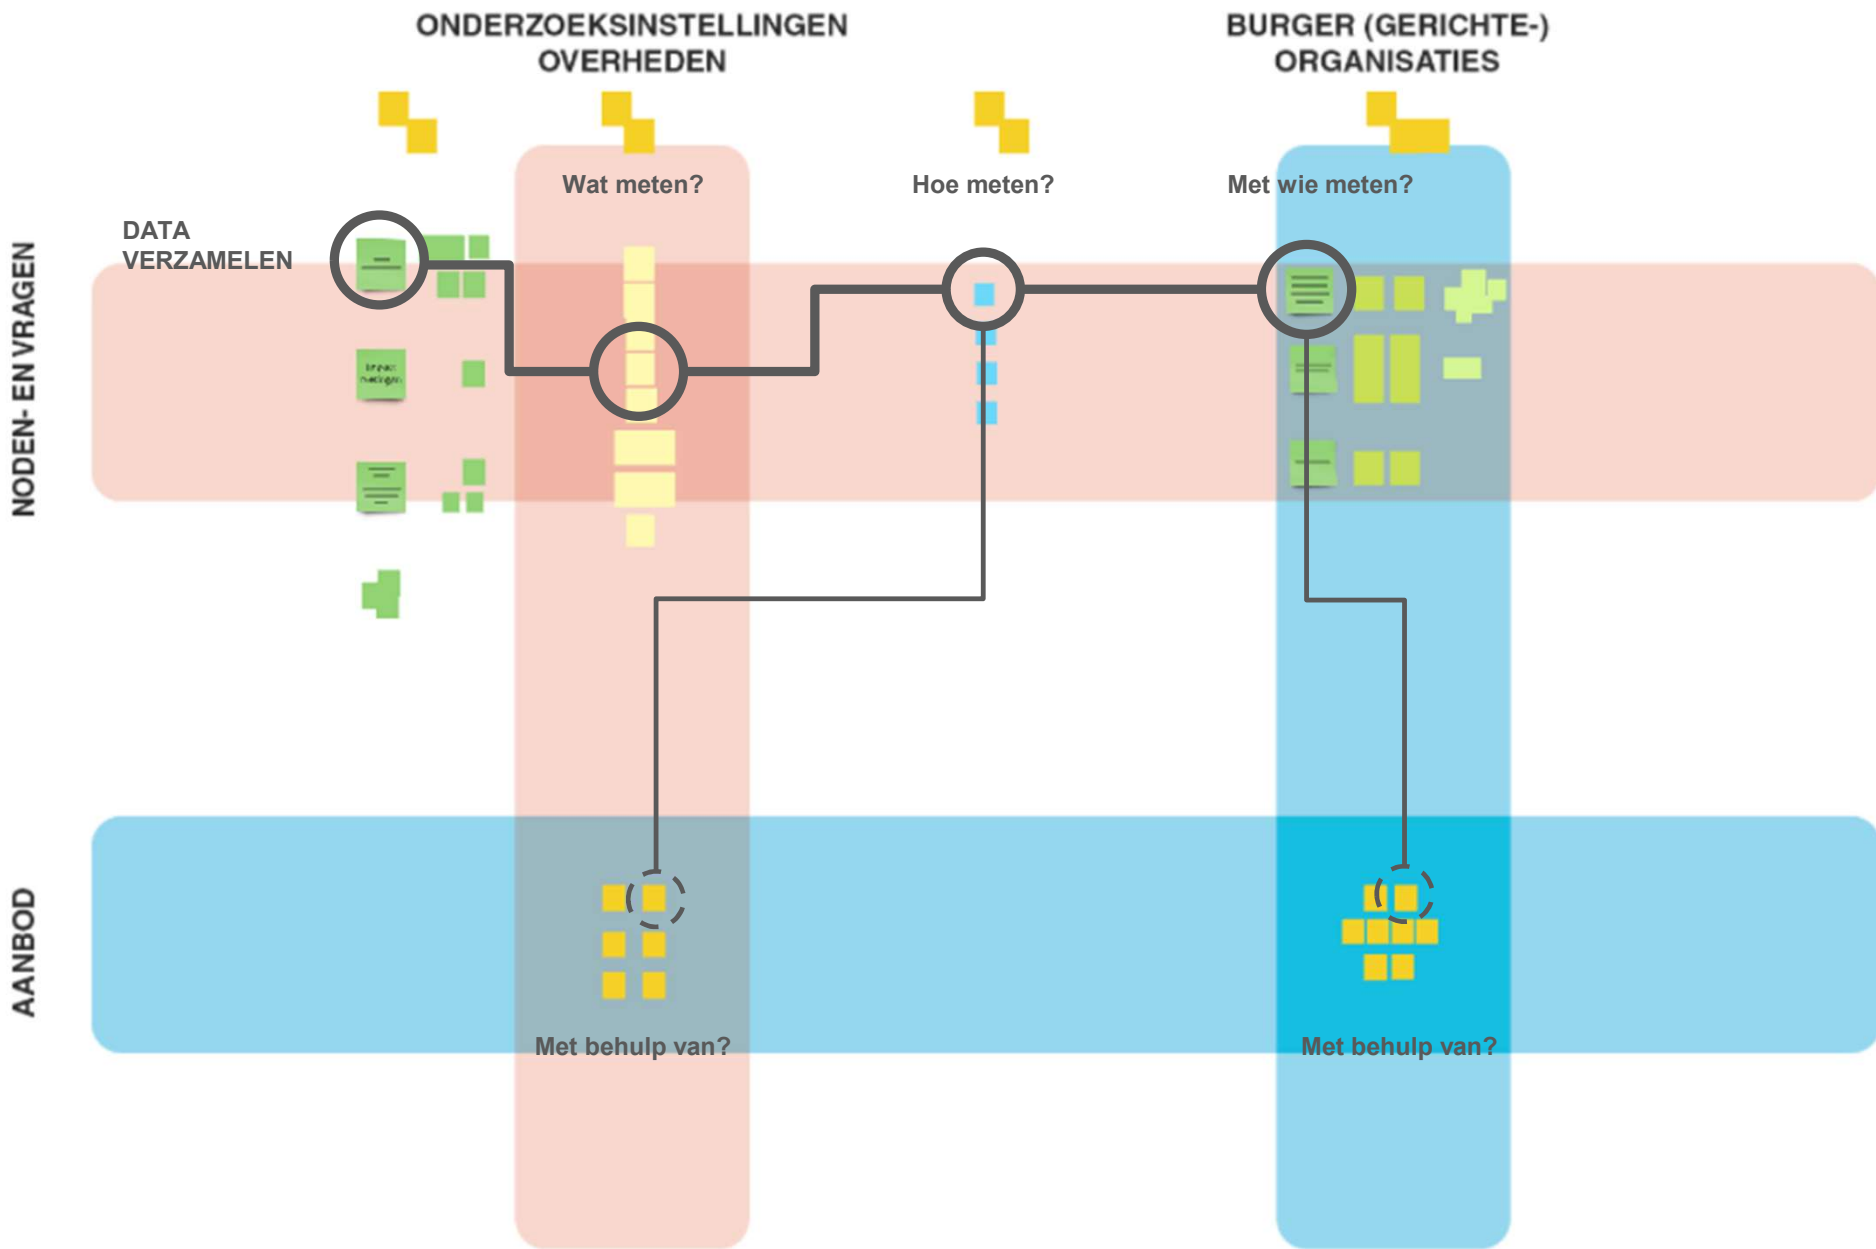 ONDERZOEKSINSTELLINGEN
OVERHEDEN
BURGER (GERICHTE-)
ORGANISATIES
Wat meten?
Hoe meten?
Met wie meten?
DATA
VERZAMELEN
NODEN- EN VRAGEN
AANBOD
Met behulp van?
Met behulp van?